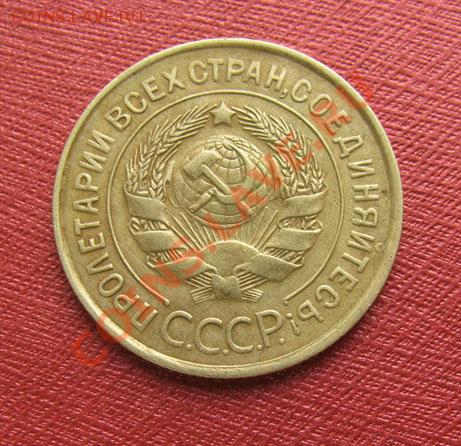 COINS.LAVE.RU
ПРОЛЕТАРИИ ВСЕХ СТРАН, СОЕДИНЯЙТЕСЬ!
С.С.С.Р.
COINS.LAVE.RU